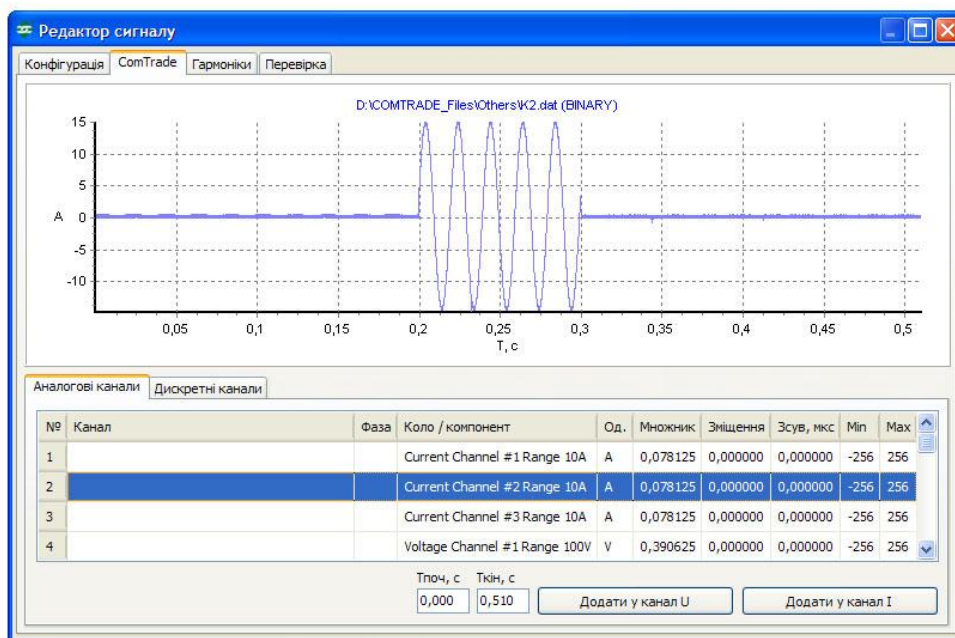 Редактор сигналу
Конфігурація ComTrade Гармоніки Перевірка
D:\COMTRADE_Files\Others\K2.dat (BINARY)
15
10
5
A 0
-5
-10
0,05 0,1 0,15 0,2 0,25 0,3 0,35 0,4 0,45 0,5
T, c
Аналогові канали Дискретні канали
№ Канал Фаза Коло / компонент Од. Множник Зміщення Зсув, мкс Min Max
1 Current Channel #1 Range 10A A 0,078125 0,000000 0,000000 -256 256
2 Current Channel #2 Range 10A A 0,078125 0,000000 0,000000 -256 256
3 Current Channel #3 Range 10A A 0,078125 0,000000 0,000000 -256 256
4 Voltage Channel #1 Range 100V V 0,390625 0,000000 0,000000 -256 256
Тпоч, с Ткін, с
0,000 0,510 Додати у канал U Додати у канал I